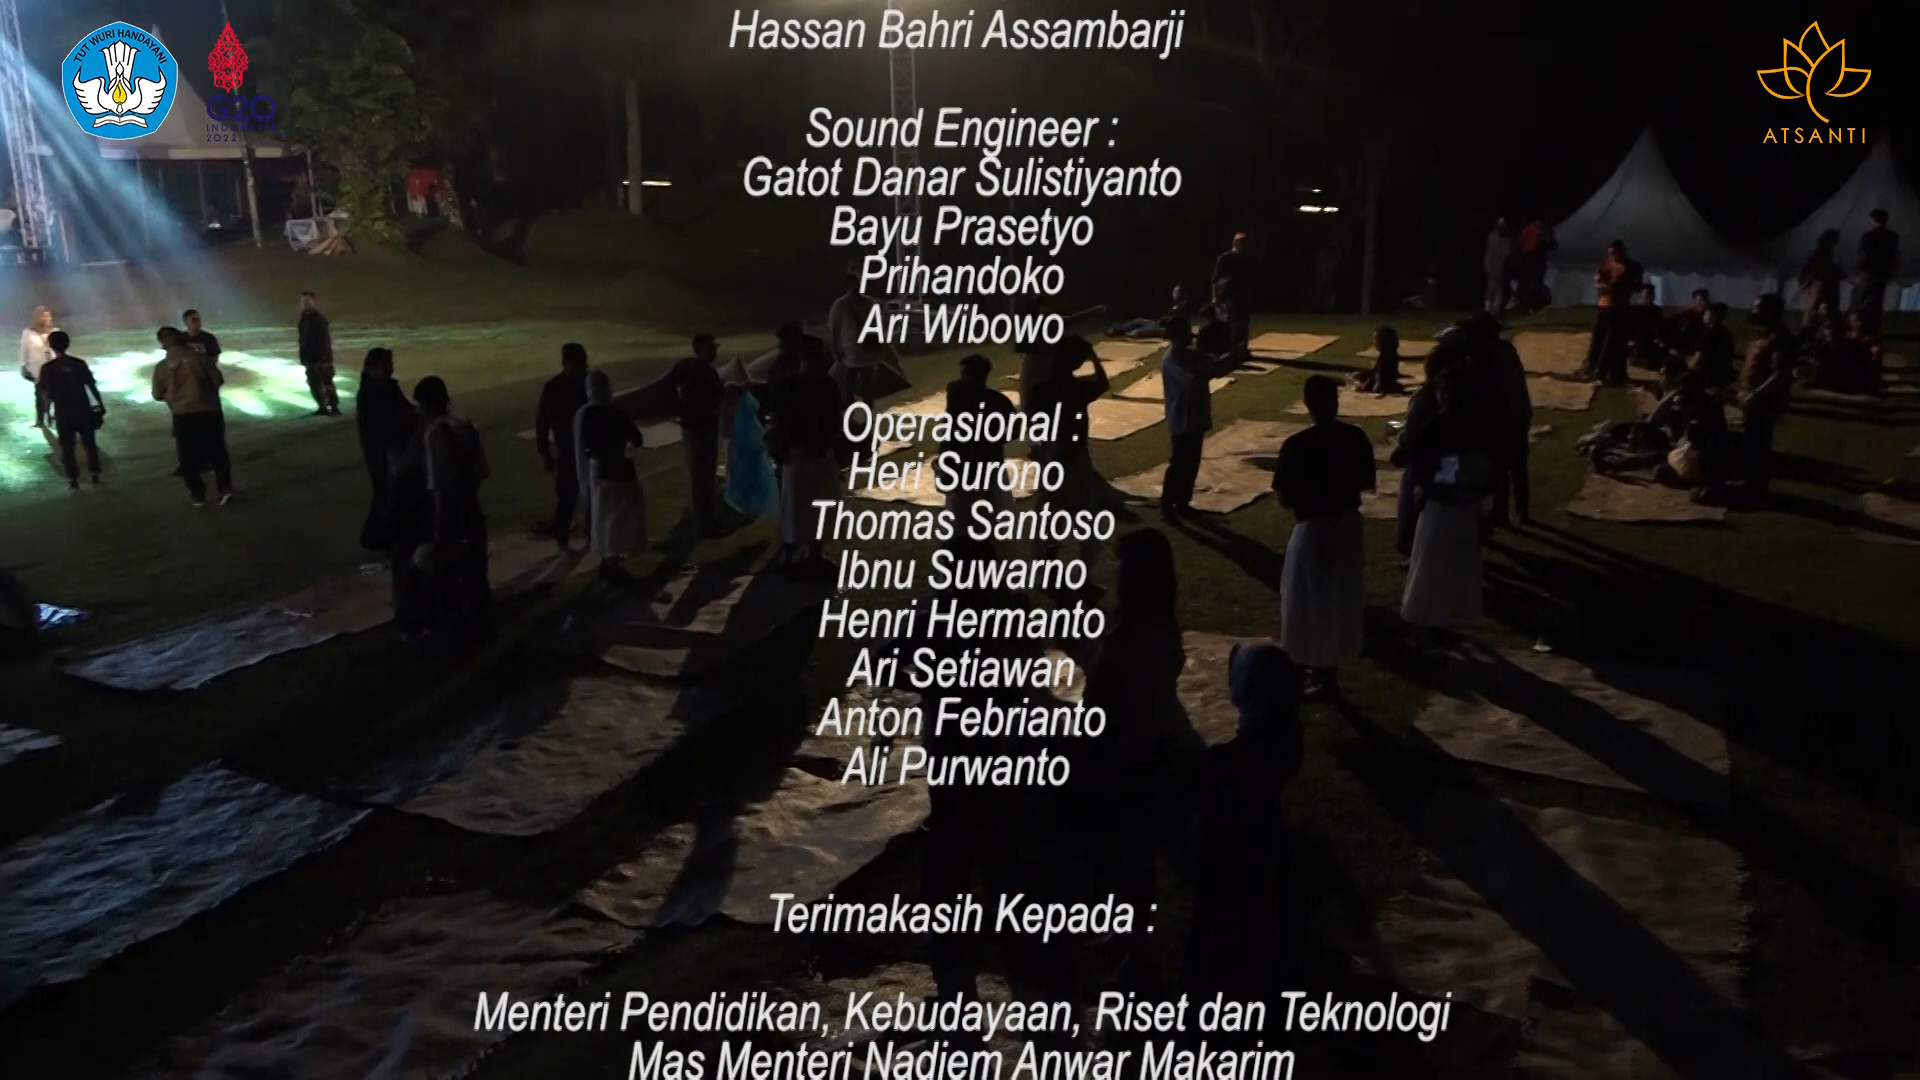 TUT WURI HANDAYANI
G20
INDONESIA
2022
ATSANTI
Hassan Bahri Assambarji
Sound Engineer :
Gatot Danar Sulistiyanto
Bayu Prasetyo
Prihandoko
Ari Wibowo
Operasional :
Heri Surono
Thomas Santoso
Ibnu Suwarno
Henri Hermanto
Ari Setiawan
Anton Febrianto
Ali Purwanto
Terimakasih Kepada :
Menteri Pendidikan, Kebudayaan, Riset dan Teknologi
Mas Menteri Nadiem Anwar Makarim